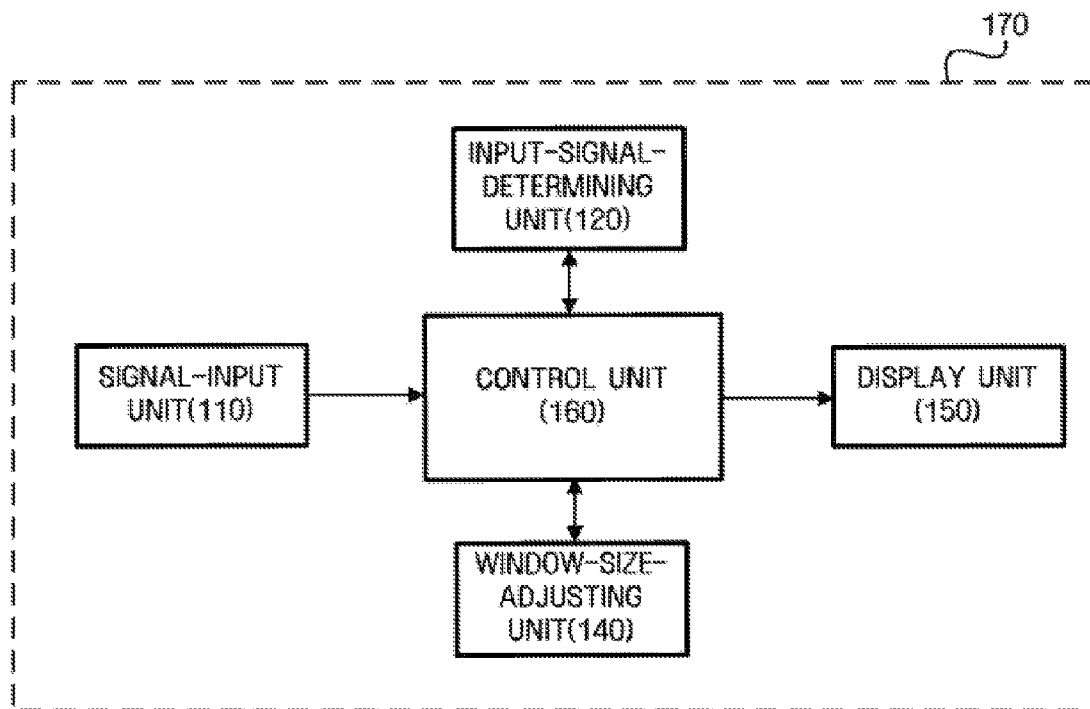 170
INPUT-SIGNAL-
DETERMINING
UNIT(120)
SIGNAL-INPUT
UNIT(110)
CONTROL UNIT
(160)
DISPLAY UNIT
(150)
WINDOW-SIZE-
ADJUSTING
UNIT(140)